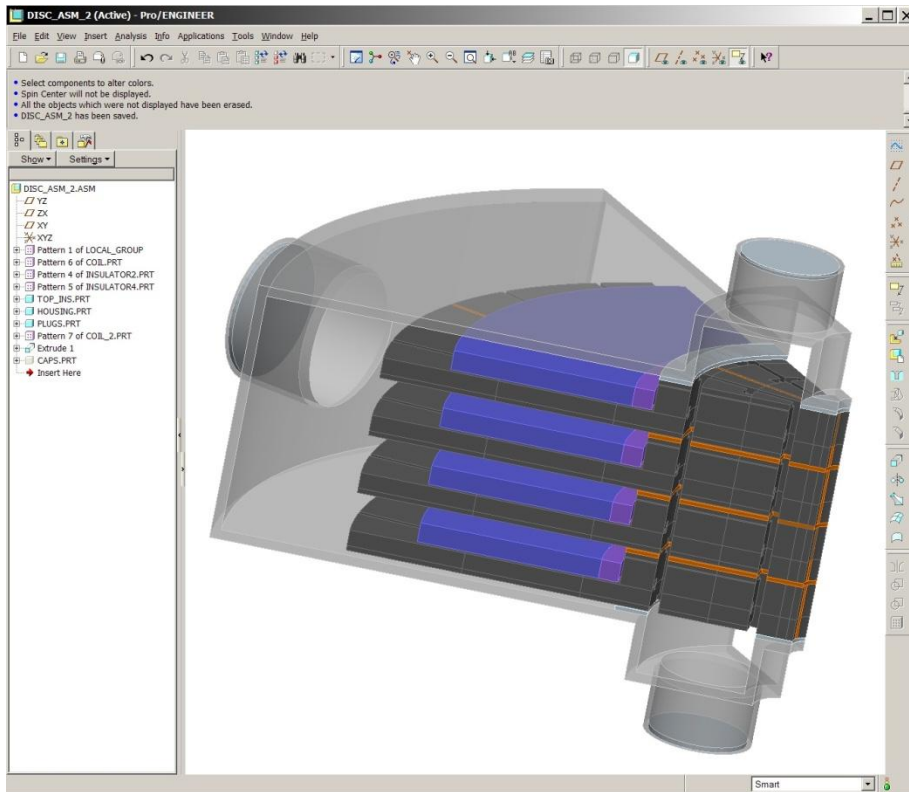 DISC_ASM_2 (Active) - Pro/ENGINEER
File Edit View Insert Analysis Info Applications Tools Window Help
• Select components to alter colors.
• Spin Center will not be displayed.
• All the objects which were not displayed have been erased.
• DISC_ASM_2 has been saved.
Show Settings
DISC_ASM_2.ASM
YZ
ZX
XY
XYZ
Pattern 1 of LOCAL_GROUP
Pattern 6 of COIL.PRT
Pattern 4 of INSULATOR2.PRT
Pattern 5 of INSULATOR4.PRT
TOP_INS.PRT
HOUSING.PRT
PLUGS.PRT
Pattern 7 of COIL_2.PRT
Extrude 1
CAPS.PRT
Insert Here
Smart